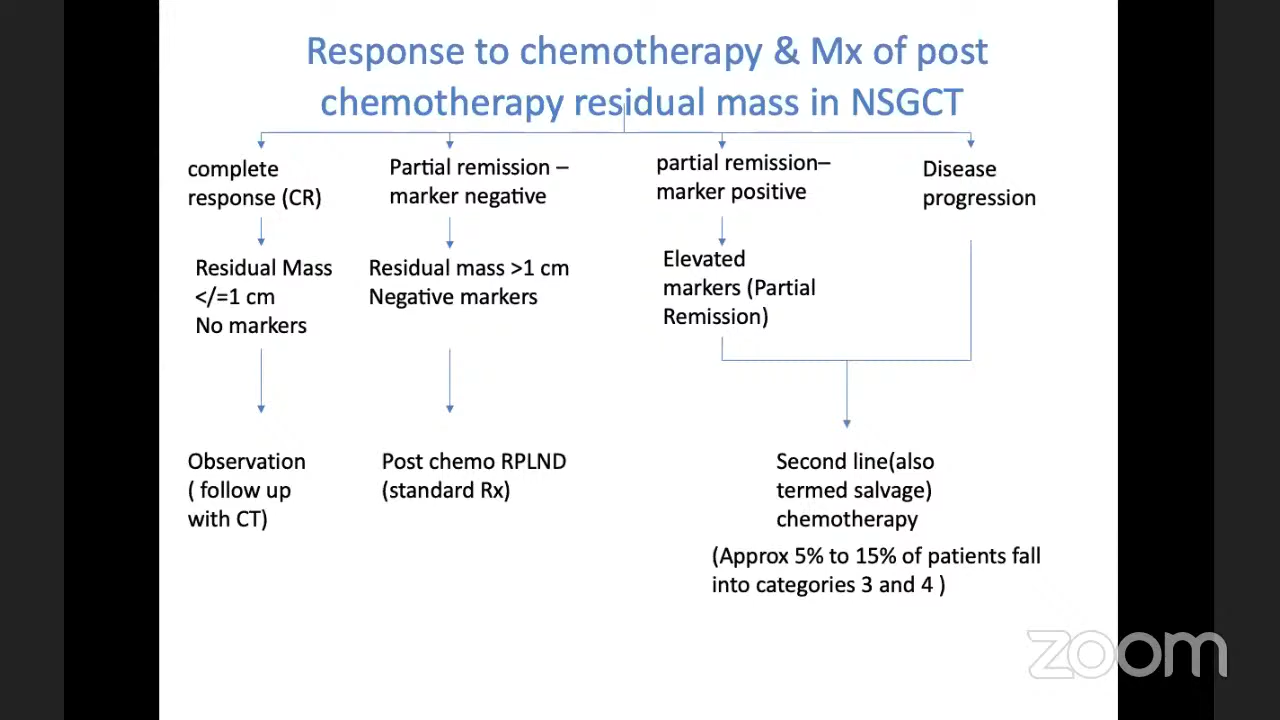 Response to chemotherapy & Mx of post
chemotherapy residual mass in NSGCT
complete
response (CR)
Partial remission –
marker negative
partial remission–
marker positive
Disease
progression
Residual Mass
</=1 cm
No markers
Residual mass >1 cm
Negative markers
Elevated
markers (Partial
Remission)
Observation
( follow up
with CT)
Post chemo RPLND
(standard Rx)
Second line(also
termed salvage)
chemotherapy
(Approx 5% to 15% of patients fall
into categories 3 and 4 )
zoom